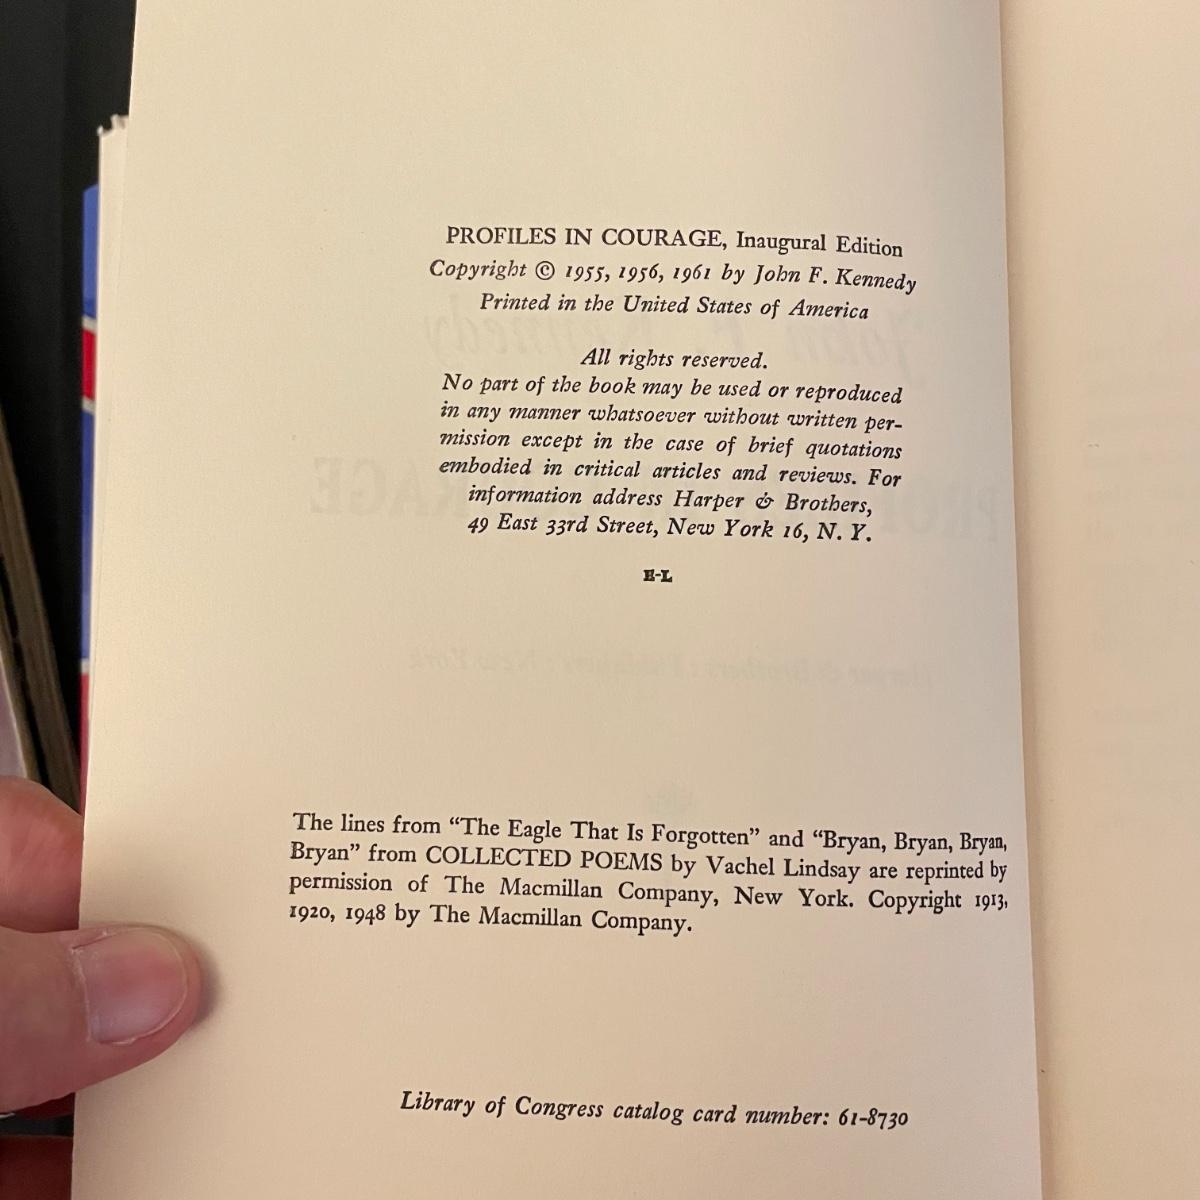 PROFILES IN COURAGE, Inaugural Edition
Copyright © 1955, 1956, 1961 by John F. Kennedy
Printed in the United States of America
All rights reserved.
No part of the book may be used or reproduced
in any manner whatsoever without written per-
mission except in the case of brief quotations
embodied in critical articles and reviews. For
information address Harper & Brothers,
49 East 33rd Street, New York 16, N. Y.
H-L
The lines from “The Eagle That Is Forgotten” and “Bryan, Bryan, Bryan,
Bryan” from COLLECTED POEMS by Vachel Lindsay are reprinted by
permission of The Macmillan Company, New York. Copyright 1913,
1920, 1948 by The Macmillan Company.
Library of Congress catalog card number: 61-8730